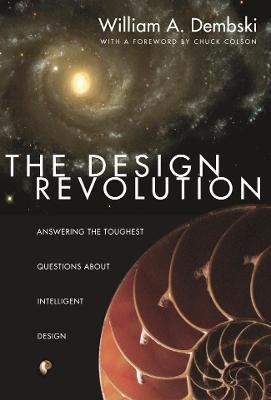 William A. Dembski
WITH A FOREWORD BY CHUCK COLSON
THE DESIGN
REVOLUTION
ANSWERING THE TOUGHEST
QUESTIONS ABOUT
INTELLIGENT
DESIGN